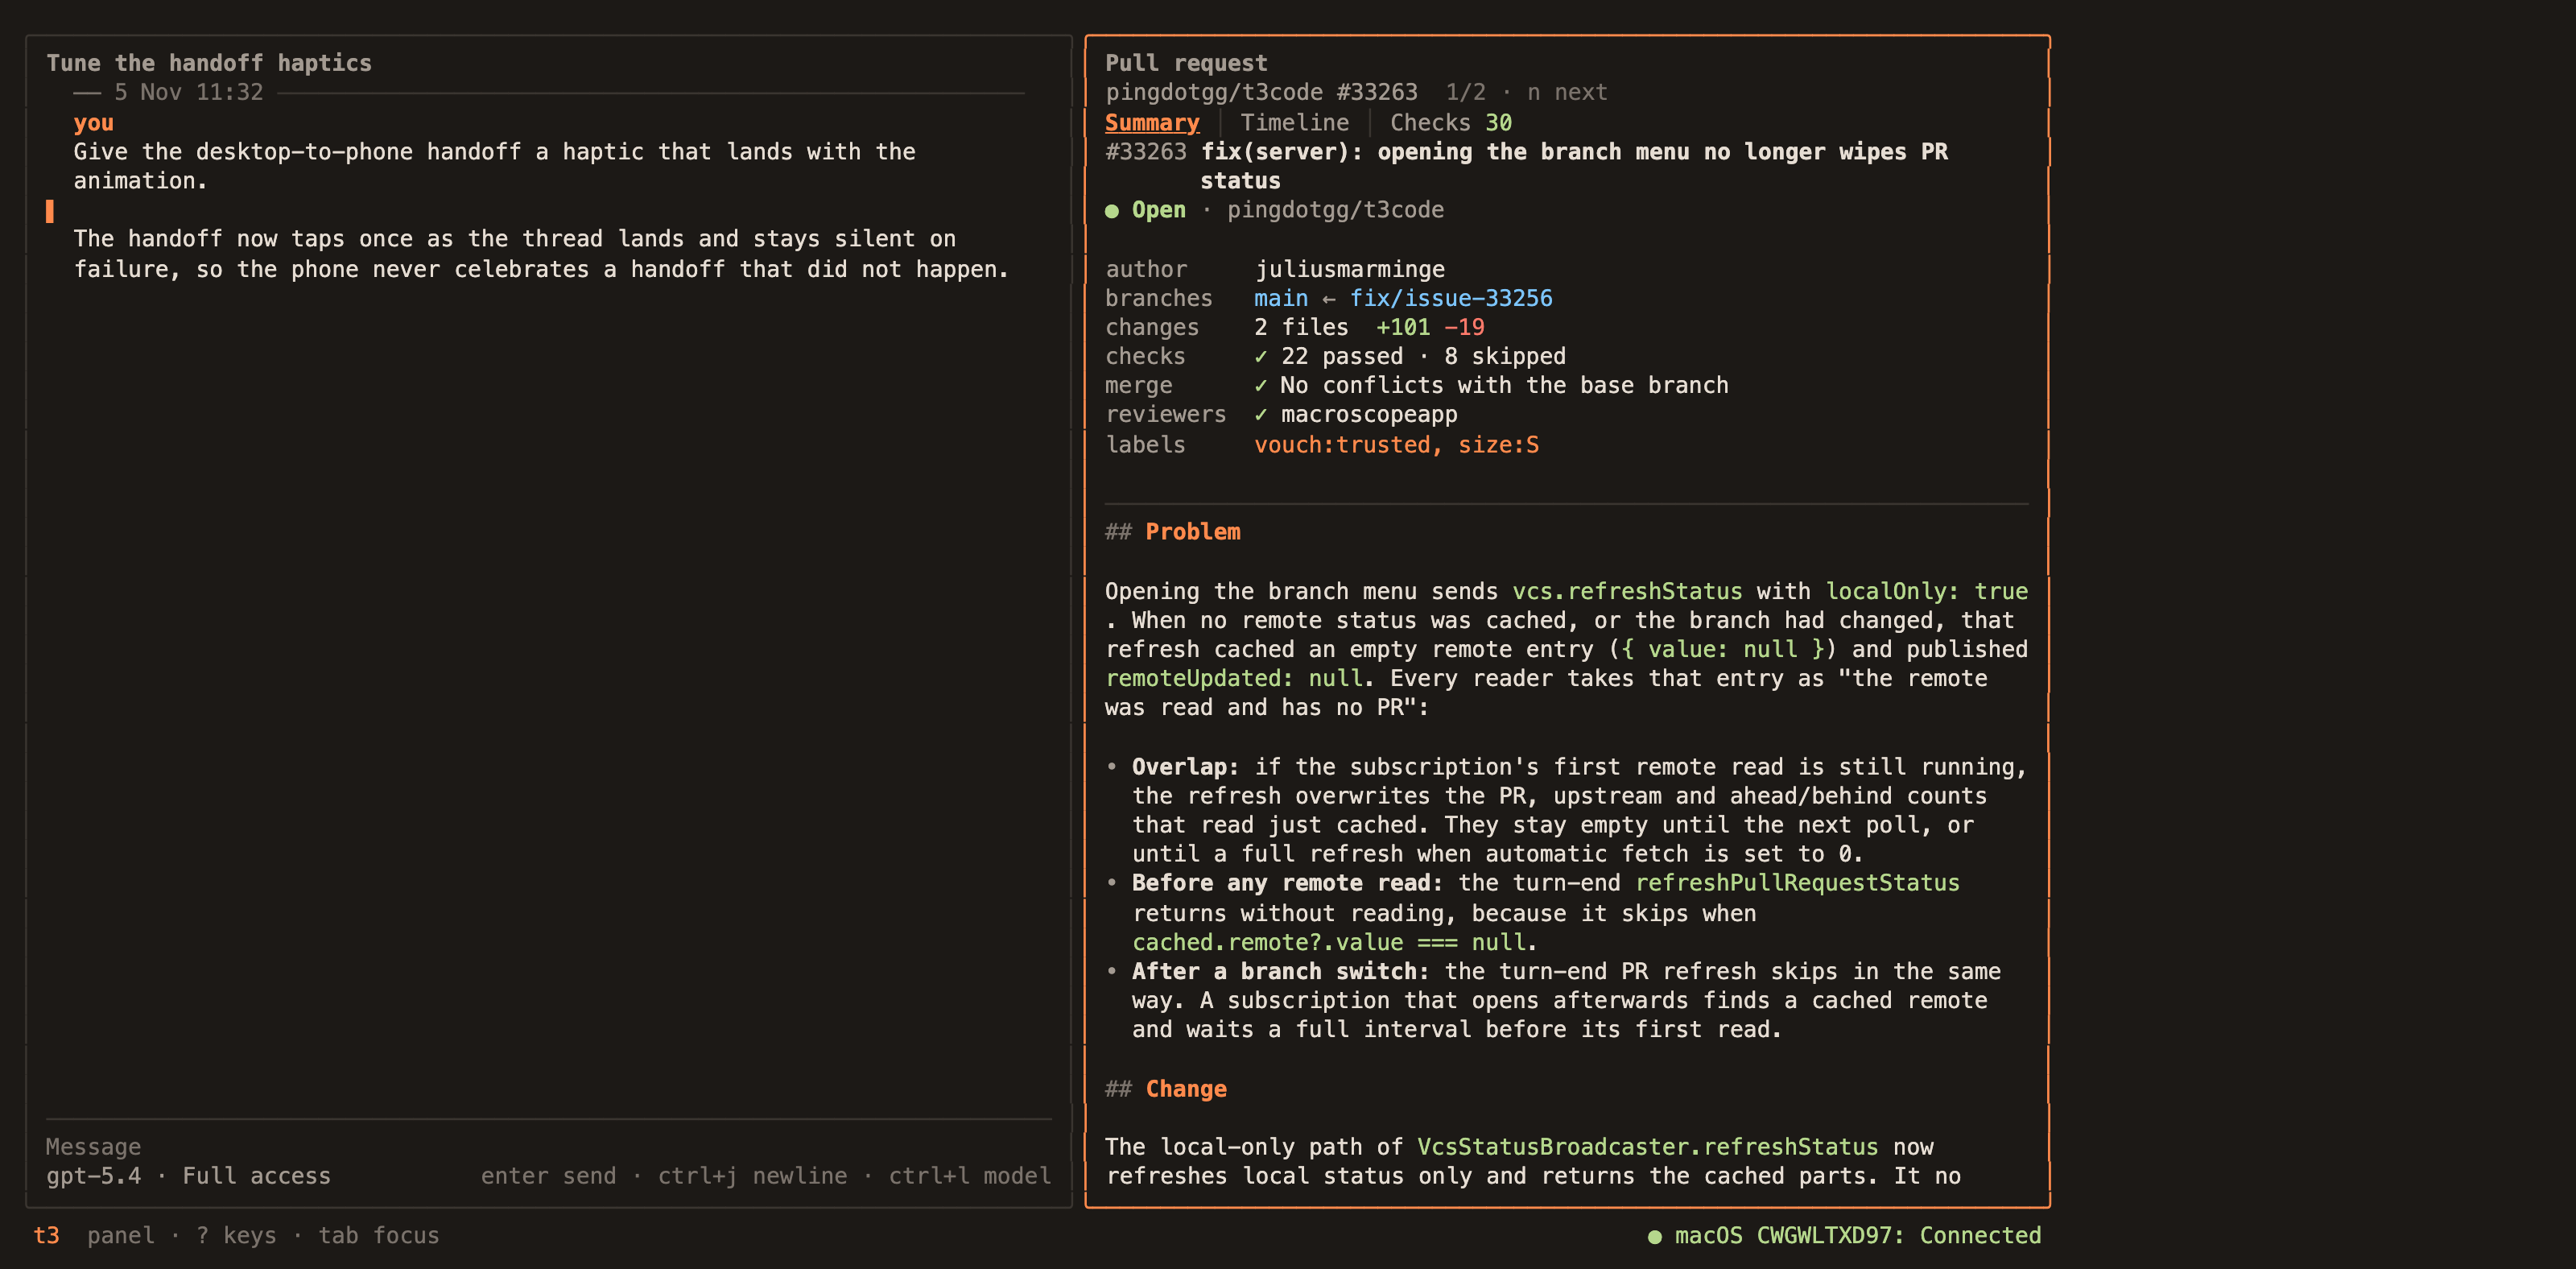 Tune the handoff haptics
5 Nov 11:32
you
Give the desktop-to-phone handoff a haptic that lands with the
animation.
The handoff now taps once as the thread lands and stays silent on
failure, so the phone never celebrates a handoff that did not happen.
Message
gpt-5.4 · Full access
enter send · ctrl+j newline · ctrl+l model
Pull request
pingdotgg/t3code #33263  1/2 · n next
Summary │ Timeline │ Checks 30
#33263 fix(server): opening the branch menu no longer wipes PR
status
● Open · pingdotgg/t3code
author juliusmarminge
branches main ← fix/issue-33256
changes 2 files +101 −19
checks ✓ 22 passed · 8 skipped
merge ✓ No conflicts with the base branch
reviewers ✓ macroscopeapp
labels vouch:trusted, size:S
## Problem
Opening the branch menu sends vcs.refreshStatus with localOnly: true
. When no remote status was cached, or the branch had changed, that
refresh cached an empty remote entry ({ value: null }) and published
remoteUpdated: null. Every reader takes that entry as "the remote
was read and has no PR":
• Overlap: if the subscription's first remote read is still running,
the refresh overwrites the PR, upstream and ahead/behind counts
that read just cached. They stay empty until the next poll, or
until a full refresh when automatic fetch is set to 0.
• Before any remote read: the turn-end refreshPullRequestStatus
returns without reading, because it skips when
cached.remote?.value === null.
• After a branch switch: the turn-end PR refresh skips in the same
way. A subscription that opens afterwards finds a cached remote
and waits a full interval before its first read.
## Change
The local-only path of VcsStatusBroadcaster.refreshStatus now
refreshes local status only and returns the cached parts. It no
t3 panel · ? keys · tab focus
● macOS CWGWLTXD97: Connected